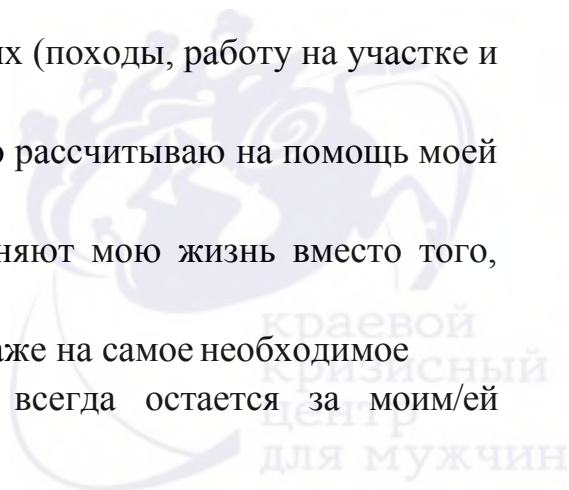 их (походы, работу на участке и
о рассчитываю на помощь моей
няют мою жизнь вместо того,
аже на самое необходимое
всегда остается за моим/ей
краевой
кризисный
центр
для мужчин